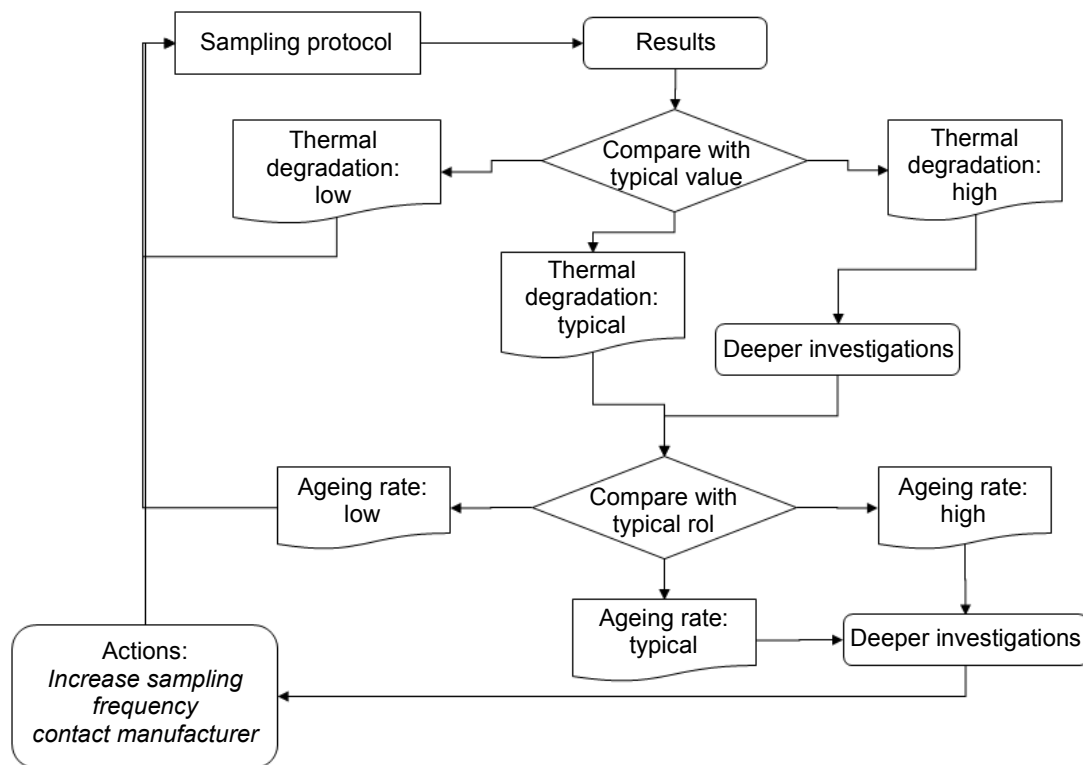 Sampling protocol
Results
Thermal
degradation:
low
Compare with
typical value
Thermal
degradation:
high
Thermal
degradation:
typical
Deeper investigations
Ageing rate:
low
Compare with
typical rol
Ageing rate:
high
Ageing rate:
typical
Deeper investigations
Actions:
Increase sampling
frequency
contact manufacturer